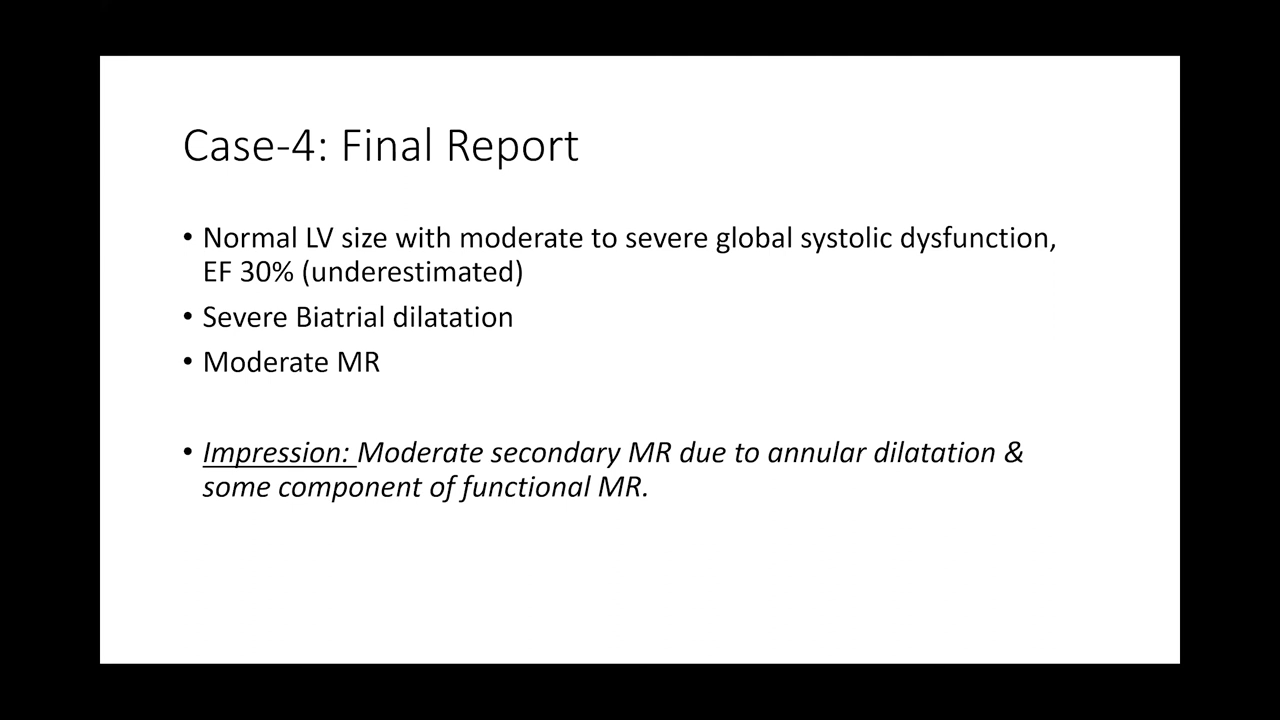 Case-4: Final Report
• Normal LV size with moderate to severe global systolic dysfunction,
EF 30% (underestimated)
• Severe Biatrial dilatation
• Moderate MR
• Impression: Moderate secondary MR due to annular dilatation &
some component of functional MR.